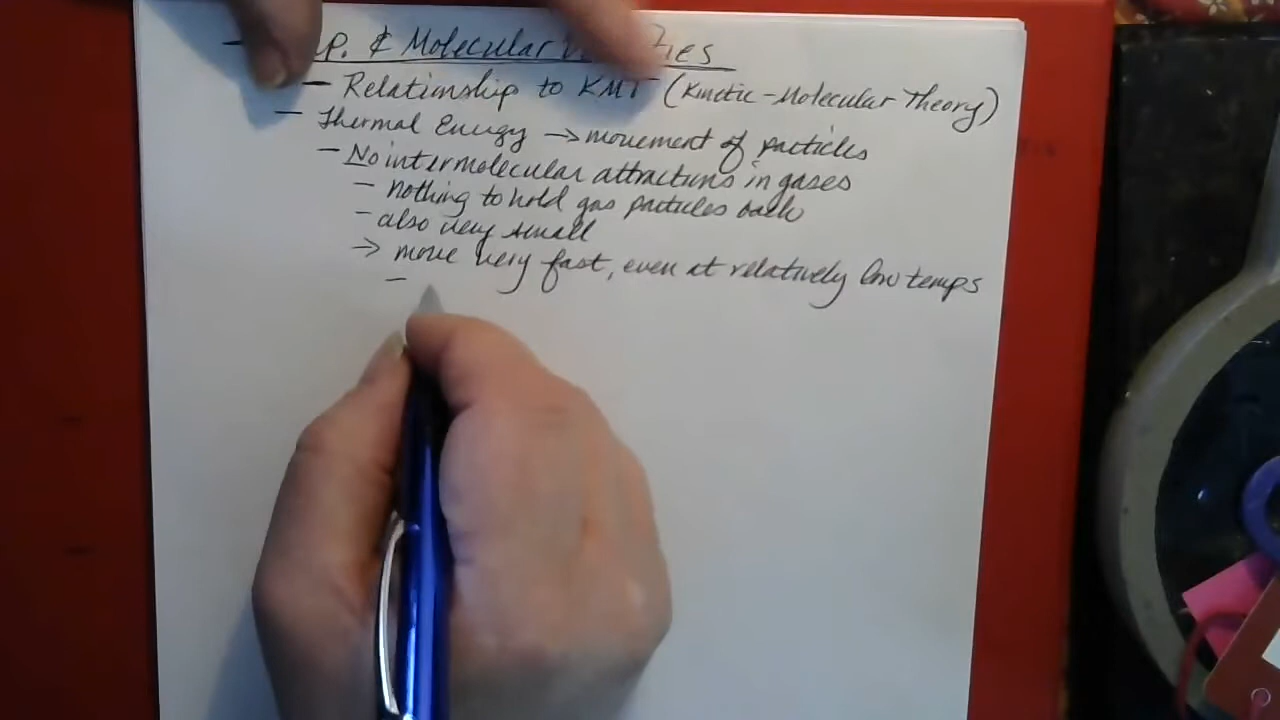 - p. & Molecular
- Relationship to KMT (Kinetic-Molecular Theory)
- Thermal Energy → movement of particles
- No intermolecular attractions in gases
- nothing to hold gas particles back
- also very small
→ move very fast, even at relatively low temps
-